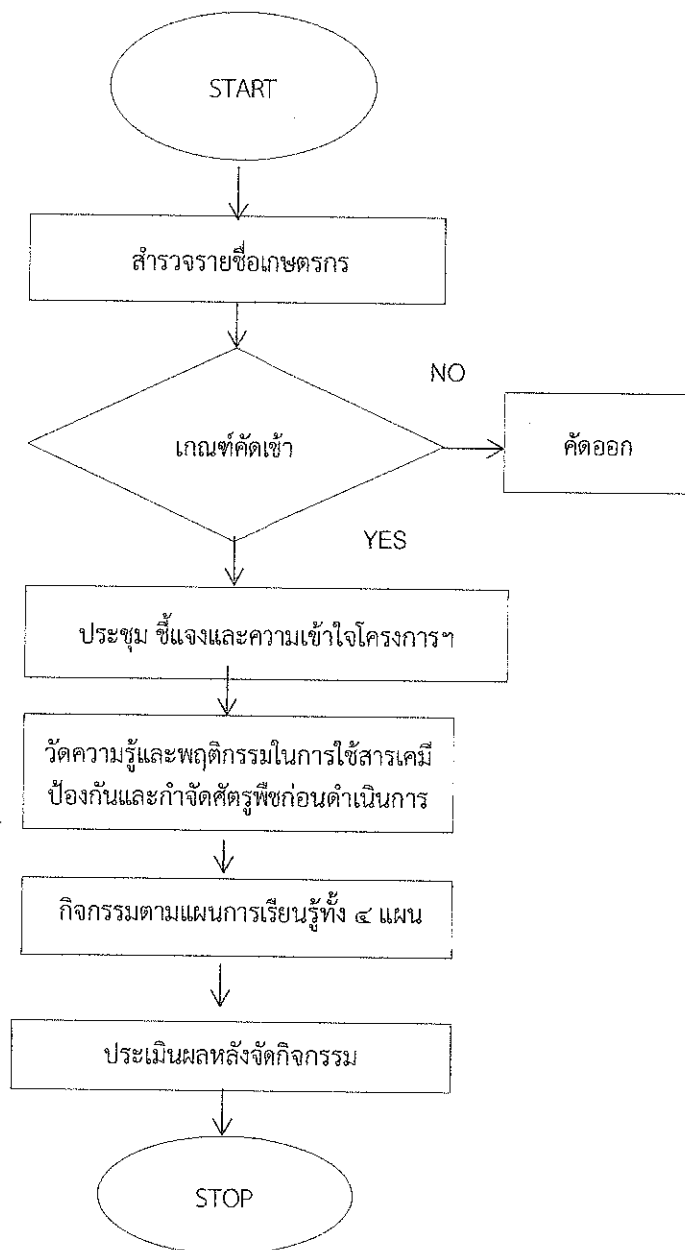 START
สำรวจรายชื่อเกษตรกร
NO
เกณฑ์คัดเข้า
คัดออก
YES
ประชุม ชี้แจงและความเข้าใจโครงการฯ
วัดความรู้และพฤติกรรมในการใช้สารเคมี
ป้องกันและกำจัดศัตรูพืชก่อนดำเนินการ
กิจกรรมตามแผนการเรียนรู้ทั้ง ๔ แผน
ประเมินผลหลังจัดกิจกรรม
STOP